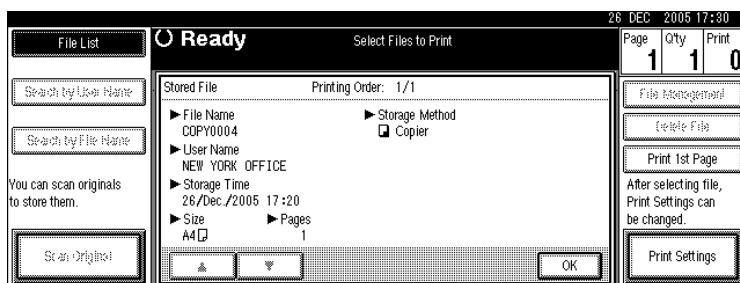 26 DEC 2005 17:30
File List
Ready
Select Files to Print
Page
Q'ty
Print
1
1
0
Search by User Name
Search by File Name
You can scan originals
to store them.
Scan Original
Stored File
Printing Order: 1/1
▶ File Name
COPY0004
▶ User Name
NEW YORK OFFICE
▶ Storage Time
26/Dec./2005 17:20
▶ Size
A4
▶ Pages
1
▶ Storage Method
Copier
▲
▼
OK
File Management
Delete File
Print 1st Page
After selecting file,
Print Settings can
be changed.
Print Settings